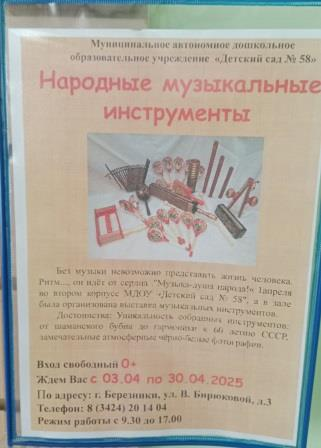 Муниципальное автономное дошкольное
образовательное учреждение «Детский сад № 58»
Народные музыкальные
инструменты
Без музыки невозможно представить жизнь человека.
Ритм..., он идёт от сердца. "Музыка-душа народа!« 1апреля
во втором корпусе МДОУ «Детский сад № 58", а в зале
была организована выставка музыкальных инструментов.
Достоинства: Уникальность собранных инструментов:
от шаманского бубна до гармоники к 60 летию СССР,
замечательные атмосферные чёрно-белые фотографии.
Вход свободный 0+
Ждем Вас с 03.04 по 30.04.2025
По адресу: г. Березники, ул. В. Бирюковой, д.3
Телефон: 8 (3424) 20 14 04
Режим работы с 9.30 до 17.00